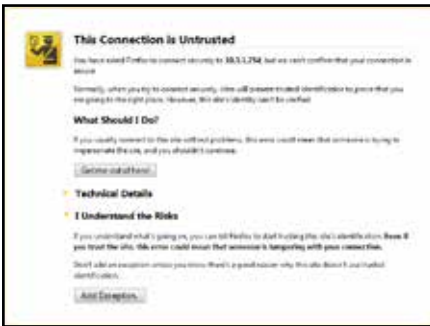 This Connection is Untrusted
You have asked Firefox to connect securely to 10.1.1.254, but we can't confirm that your connection is
secure.
Normally, when you try to connect securely, sites will present trusted identification to prove that you
are going to the right place. However, this site's identity can't be verified.
What Should I Do?
If you usually connect to this site without problems, this error could mean that someone is trying to
impersonate the site, and you shouldn't continue.
Get me out of here!
Technical Details
I Understand the Risks
If you understand what's going on, you can tell Firefox to start trusting this site's identification. Even if
you trust the site, this error could mean that someone is tampering with your connection.
Don't add an exception unless you know there's a good reason why this site doesn't use trusted
identification.
Add Exception...